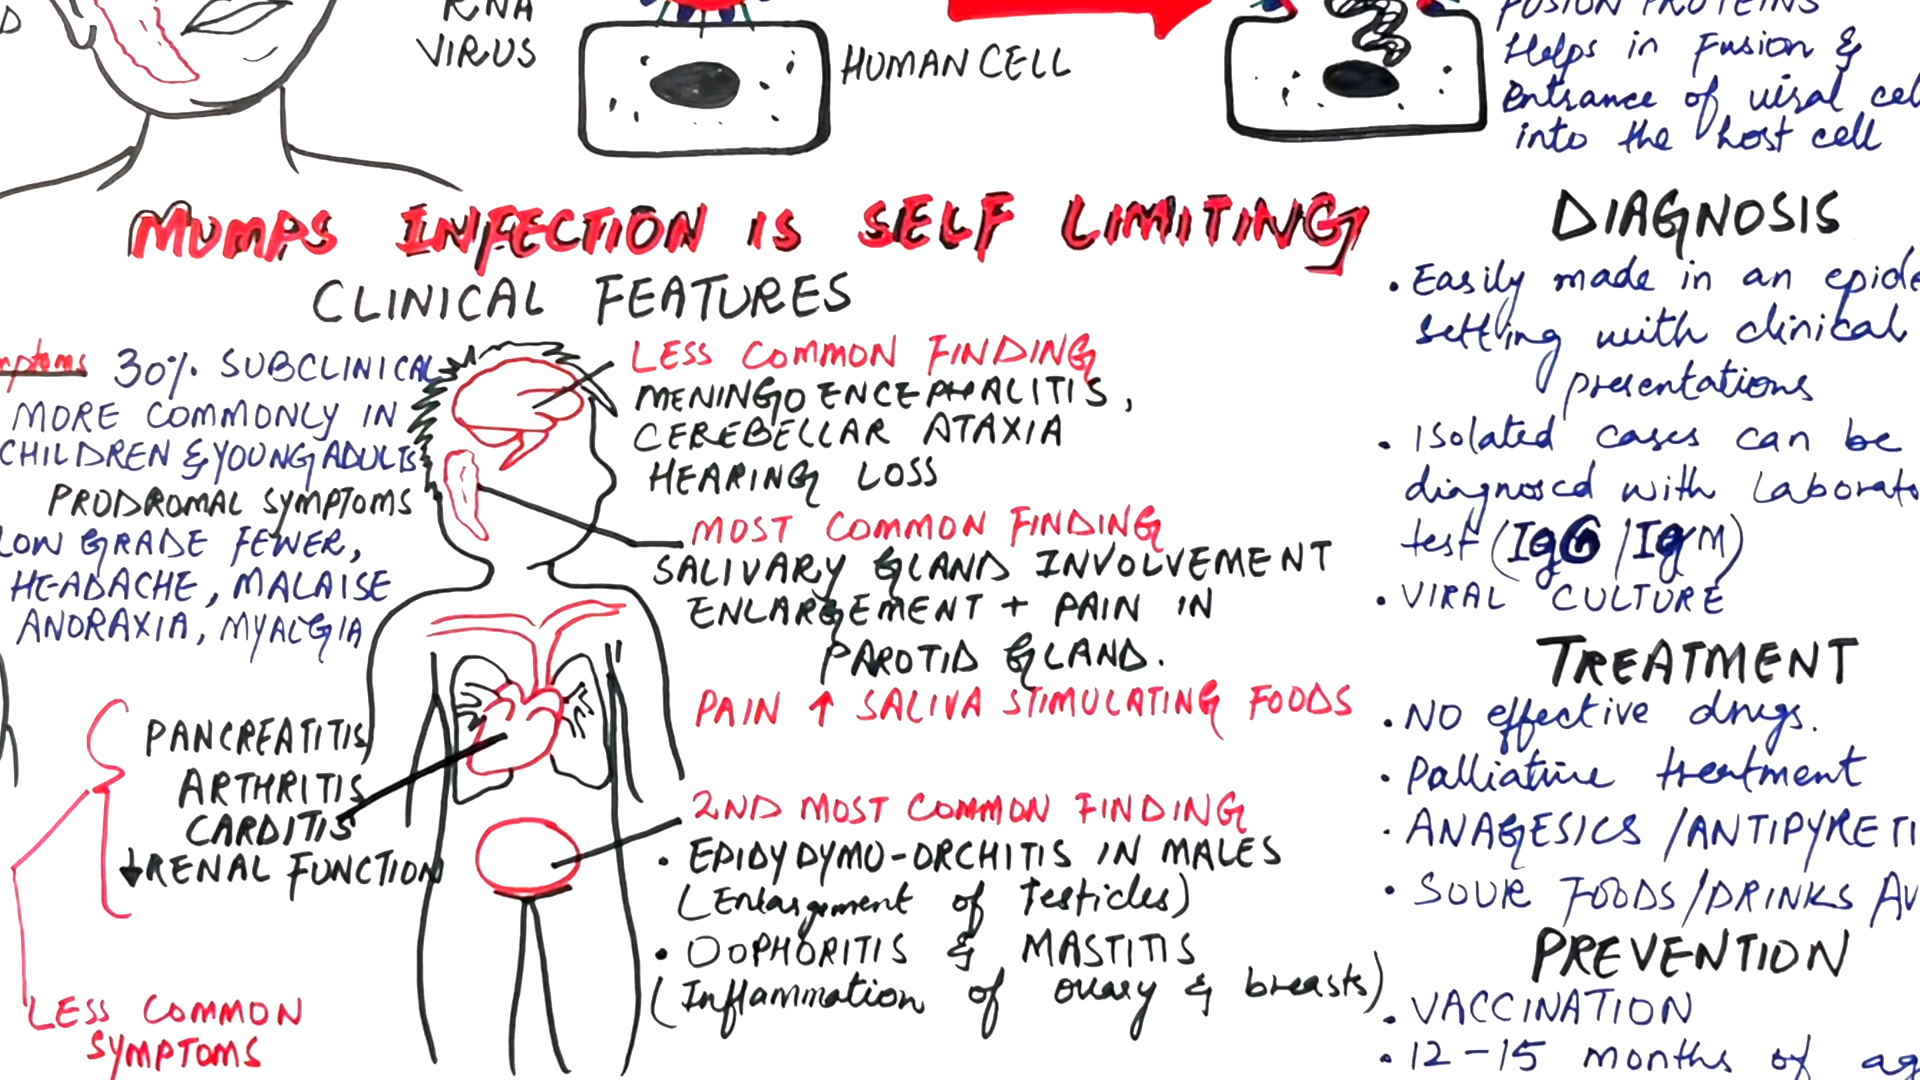 RNA
VIRUS
HUMAN CELL
FUSION PROTEINS
Helps in Fusion &
Entrance of viral cel
into the host cell
MUMPS INFECTION IS SELF LIMITING
CLINICAL FEATURES
mptoms 30% SUBCLINICAL
MORE COMMONLY IN
CHILDREN & YOUNG ADULTS
PRODROMAL SYMPTOMS
LOW GRADE FEWER,
HEADACHE, MALAISE
ANORAXIA, MYALGIA
LESS COMMON FINDING
MENINGOENCEPHALITIS,
CEREBELLAR ATAXIA
HEARING LOSS
MOST COMMON FINDING
SALIVARY GLAND INVOLVEMENT
ENLARGEMENT + PAIN IN
PAROTID GLAND.
PAIN ↑ SALIVA STIMULATING FOODS
PANCREATITIS
ARTHRITIS
CARDITIS
↓RENAL FUNCTION
LESS COMMON
SYMPTOMS
2ND MOST COMMON FINDING
• EPIDYDYMO-ORCHITIS IN MALES
(Enlargement of Testicles)
• OOPHORITIS & MASTITIS
(Inflammation of ovary & breasts)
DIAGNOSIS
• Easily made in an epide
settling with clinical
presentations
• Isolated cases can be
diagnosed with Laborato
test (IgG/IgM)
• VIRAL CULTURE
TREATMENT
• NO effective drugs.
• Palliative treatment
• ANAGESICS/ANTIPYRETI
• SOUR FOODS/DRINKS AV
PREVENTION
• VACCINATION
• 12-15 months of ag